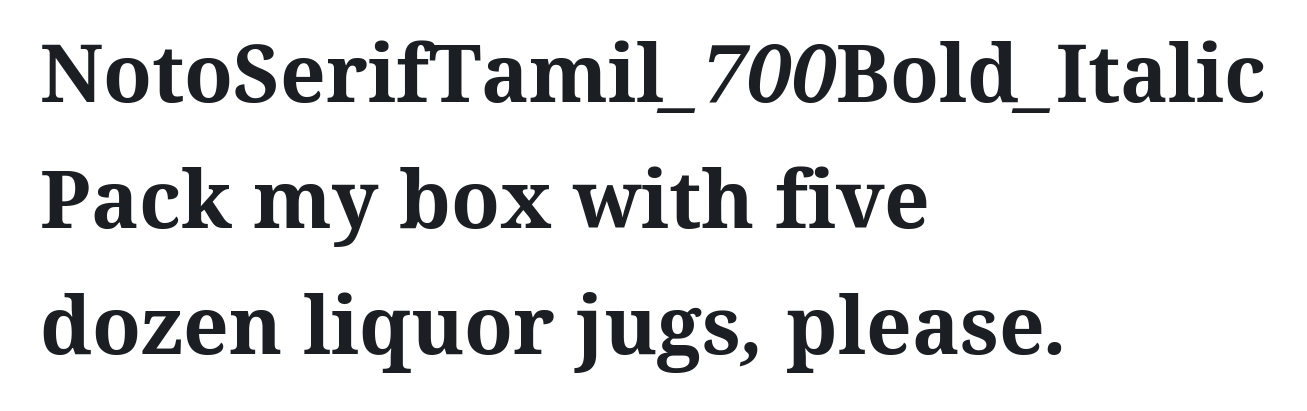 NotoSerifTamil_700Bold_Italic
Pack my box with five
dozen liquor jugs, please.